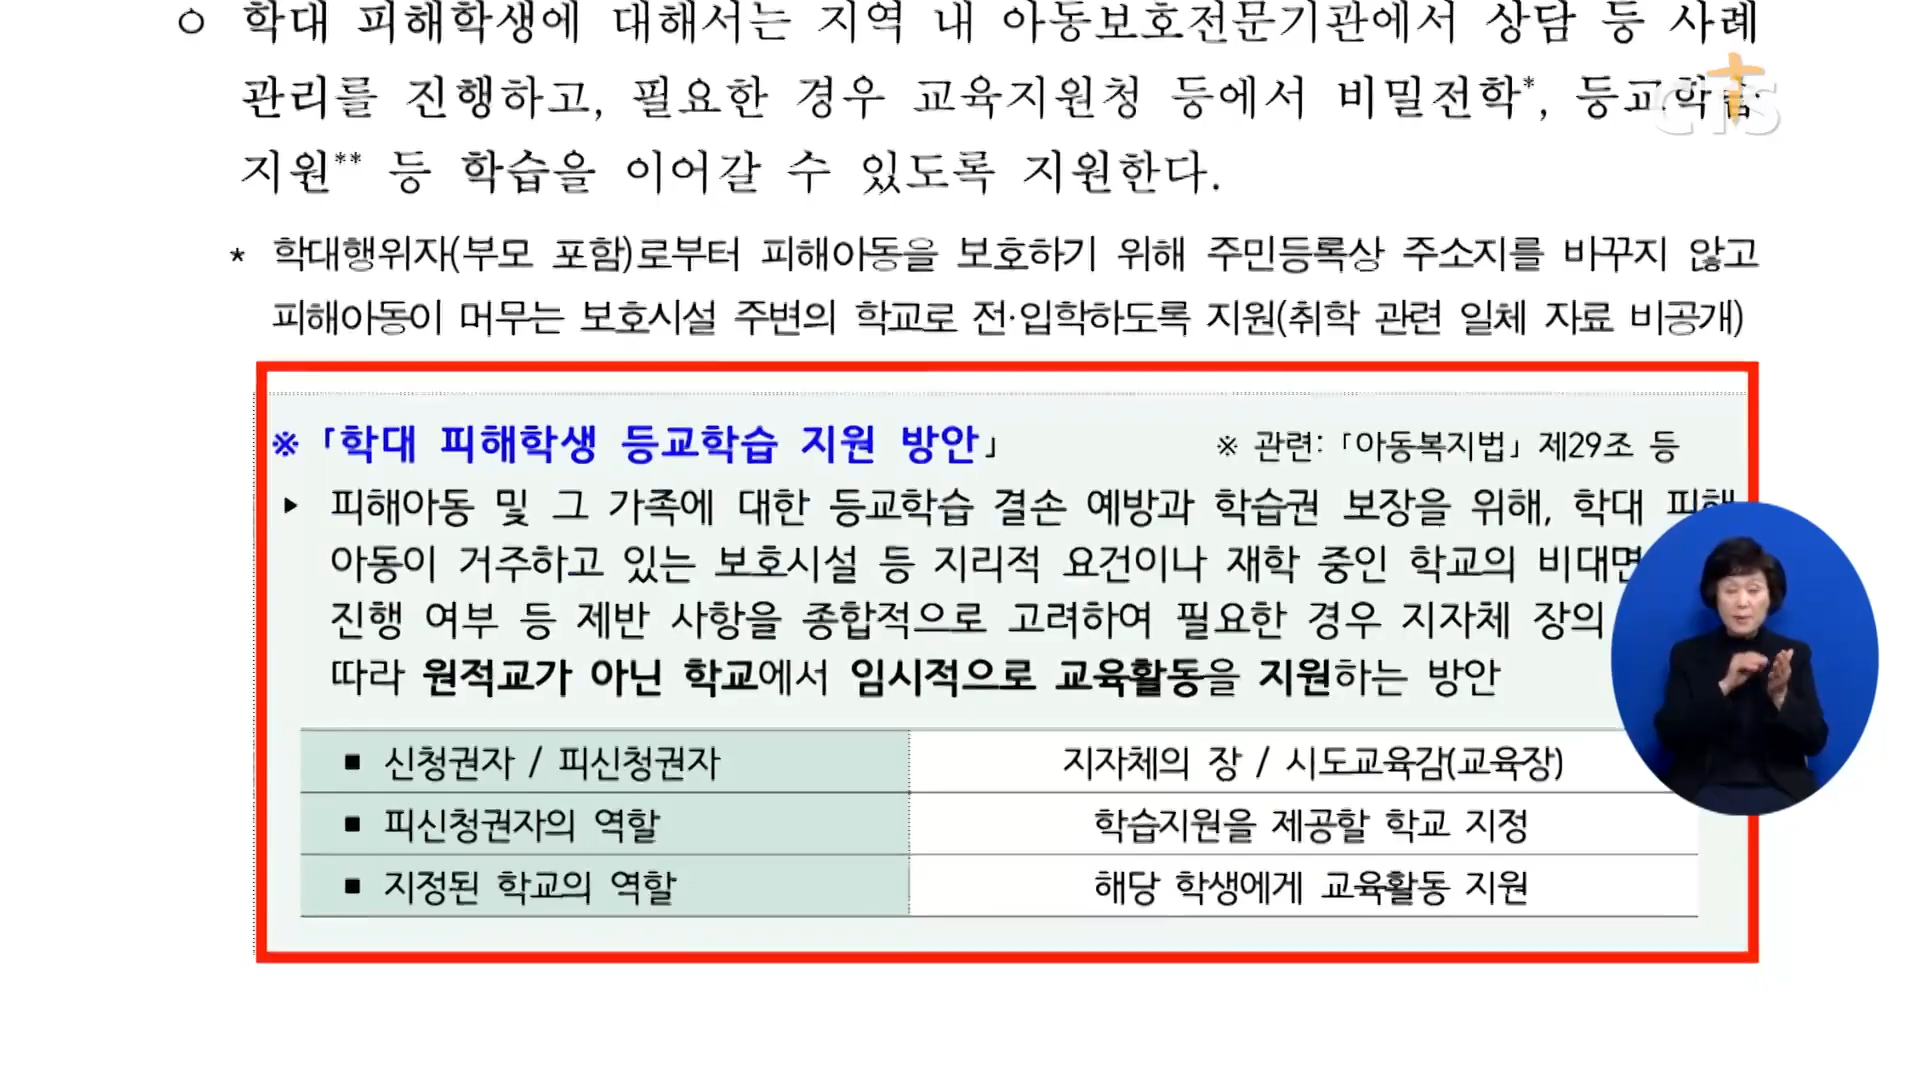 ○ 학대 피해학생에 대해서는 지역 내 아동보호전문기관에서 상담 등 사례
관리를 진행하고, 필요한 경우 교육지원청 등에서 비밀전학*, 등교학습
지원** 등 학습을 이어갈 수 있도록 지원한다.
CTS
* 학대행위자(부모 포함)로부터 피해아동을 보호하기 위해 주민등록상 주소지를 바꾸지 않고
피해아동이 머무는 보호시설 주변의 학교로 전·입학하도록 지원(취학 관련 일체 자료 비공개)
※「학대 피해학생 등교학습 지원 방안」 ※ 관련:「아동복지법」제29조 등
▸ 피해아동 및 그 가족에 대한 등교학습 결손 예방과 학습권 보장을 위해, 학대 피해
아동이 거주하고 있는 보호시설 등 지리적 요건이나 재학 중인 학교의 비대면
진행 여부 등 제반 사항을 종합적으로 고려하여 필요한 경우 지자체 장의
따라 원적교가 아닌 학교에서 임시적으로 교육활동을 지원하는 방안
▪ 신청권자 / 피신청권자 지자체의 장 / 시도교육감(교육장)
▪ 피신청권자의 역할 학습지원을 제공할 학교 지정
▪ 지정된 학교의 역할 해당 학생에게 교육활동 지원